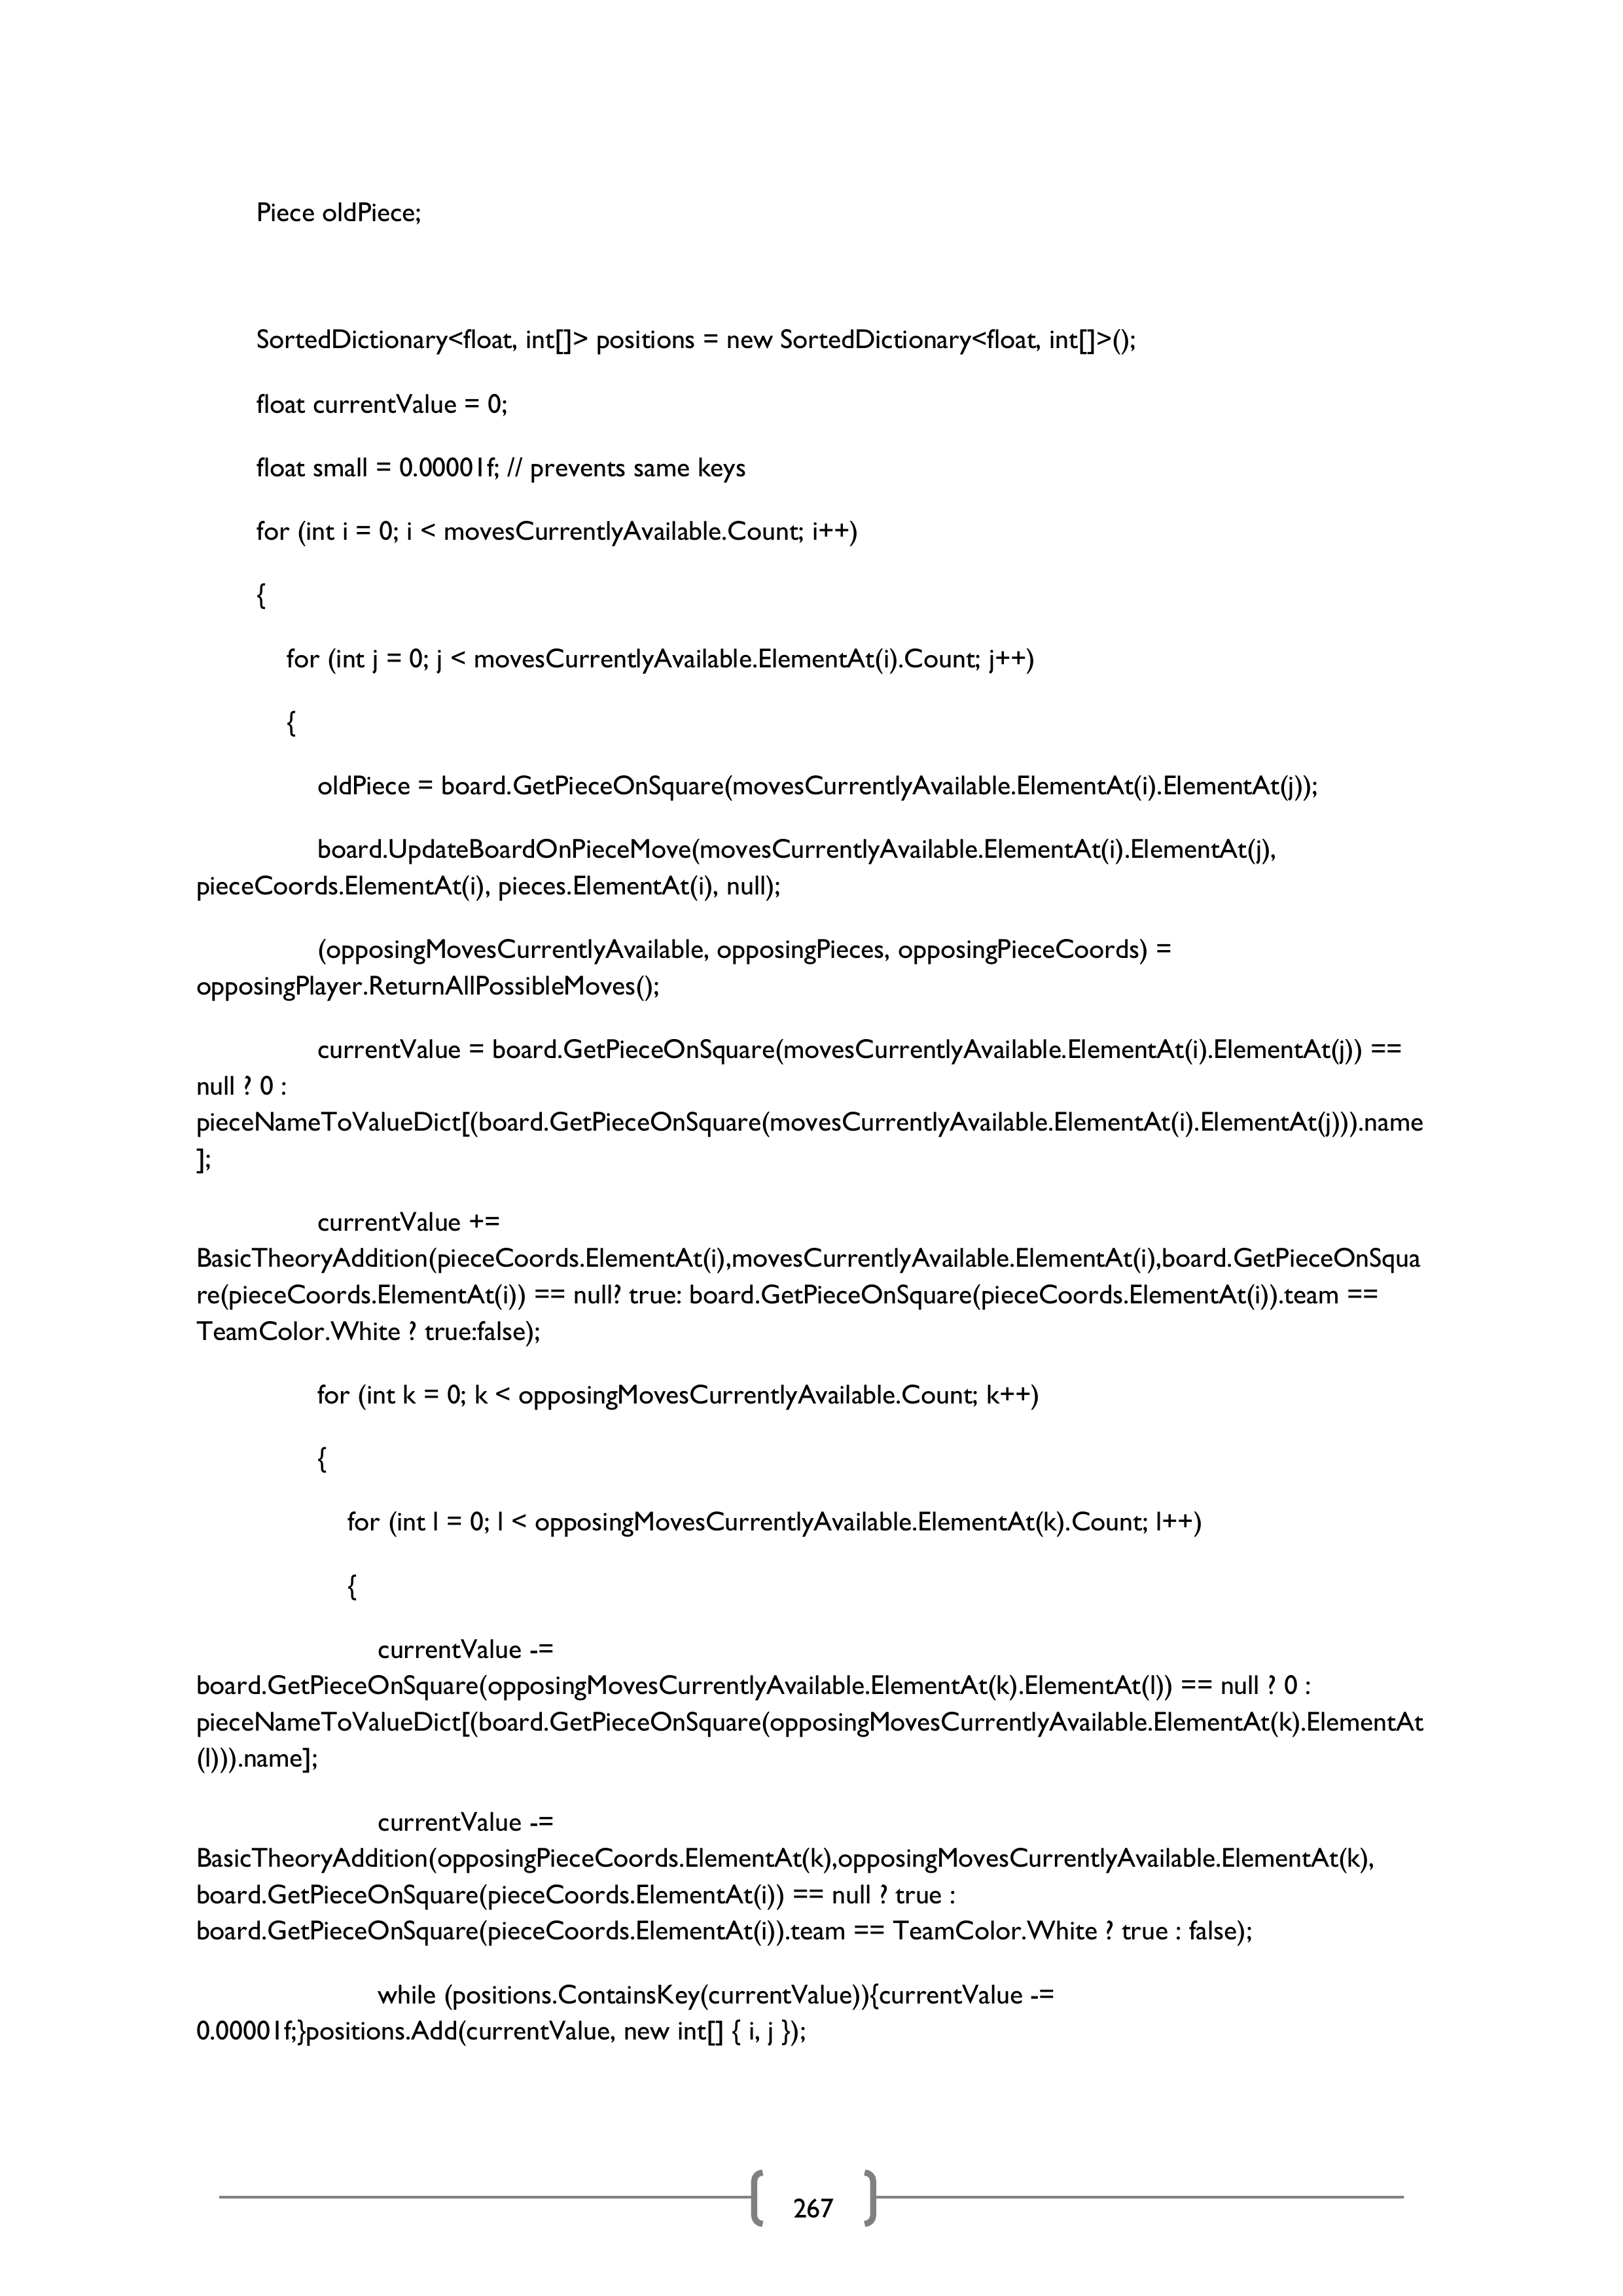 Piece oldPiece;
SortedDictionary<float, int[]> positions = new SortedDictionary<float, int[]>();
float currentValue = 0;
float small = 0.00001f; // prevents same keys
for (int i = 0; i < movesCurrentlyAvailable.Count; i++)
{
for (int j = 0; j < movesCurrentlyAvailable.ElementAt(i).Count; j++)
{
oldPiece = board.GetPieceOnSquare(movesCurrentlyAvailable.ElementAt(i).ElementAt(j));
board.UpdateBoardOnPieceMove(movesCurrentlyAvailable.ElementAt(i).ElementAt(j),
pieceCoords.ElementAt(i), pieces.ElementAt(i), null);
(opposingMovesCurrentlyAvailable, opposingPieces, opposingPieceCoords) =
opposingPlayer.ReturnAllPossibleMoves();
currentValue = board.GetPieceOnSquare(movesCurrentlyAvailable.ElementAt(i).ElementAt(j)) ==
null ? 0 :
pieceNameToValueDict[(board.GetPieceOnSquare(movesCurrentlyAvailable.ElementAt(i).ElementAt(j))).name
];
currentValue +=
BasicTheoryAddition(pieceCoords.ElementAt(i),movesCurrentlyAvailable.ElementAt(i),board.GetPieceOnSqua
re(pieceCoords.ElementAt(i)) == null? true: board.GetPieceOnSquare(pieceCoords.ElementAt(i)).team ==
TeamColor.White ? true:false);
for (int k = 0; k < opposingMovesCurrentlyAvailable.Count; k++)
{
for (int l = 0; l < opposingMovesCurrentlyAvailable.ElementAt(k).Count; l++)
{
currentValue -=
board.GetPieceOnSquare(opposingMovesCurrentlyAvailable.ElementAt(k).ElementAt(l)) == null ? 0 :
pieceNameToValueDict[(board.GetPieceOnSquare(opposingMovesCurrentlyAvailable.ElementAt(k).ElementAt
(l))).name];
currentValue -=
BasicTheoryAddition(opposingPieceCoords.ElementAt(k),opposingMovesCurrentlyAvailable.ElementAt(k),
board.GetPieceOnSquare(pieceCoords.ElementAt(i)) == null ? true :
board.GetPieceOnSquare(pieceCoords.ElementAt(i)).team == TeamColor.White ? true : false);
while (positions.ContainsKey(currentValue)){currentValue -=
0.00001f;}positions.Add(currentValue, new int[] { i, j });
267